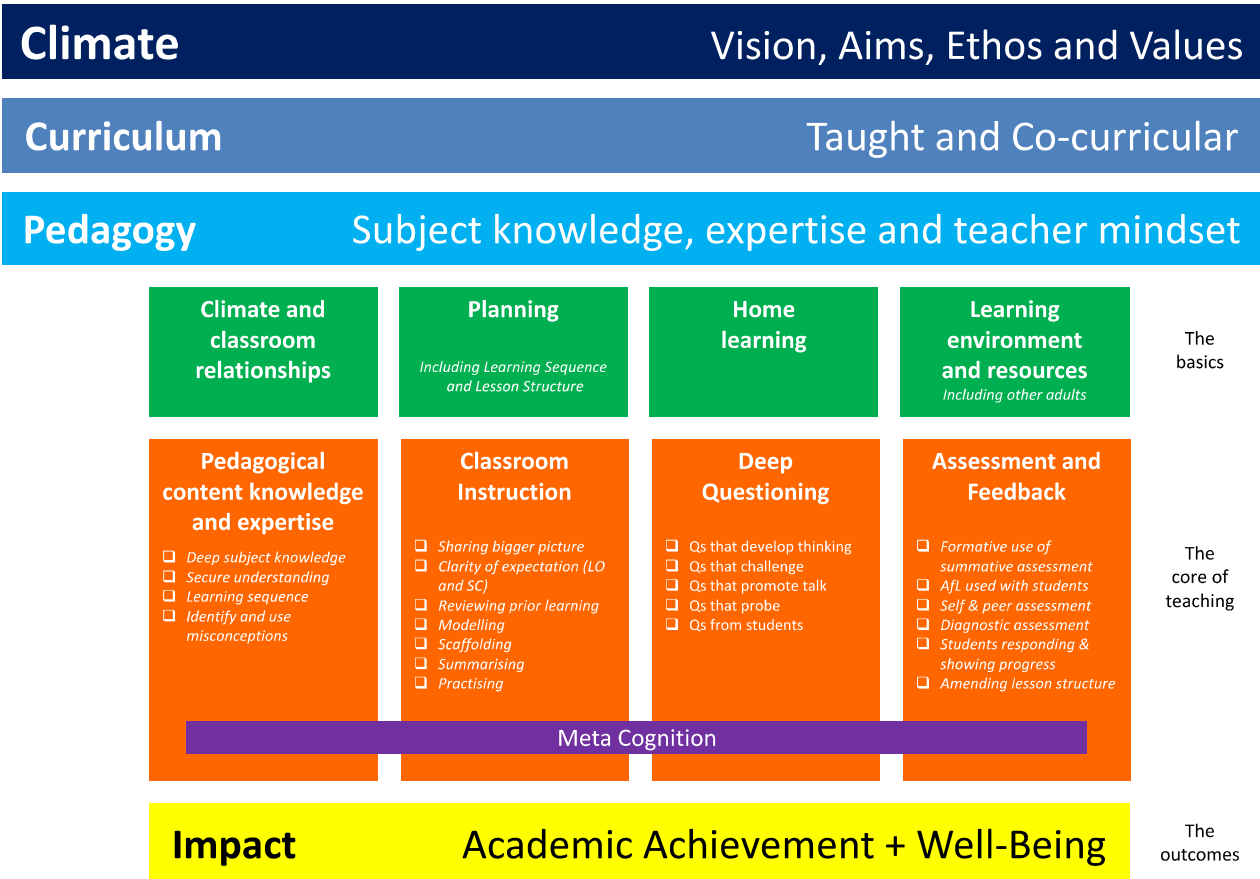 Climate Vision, Aims, Ethos and Values
Curriculum Taught and Co-curricular
Pedagogy Subject knowledge, expertise and teacher mindset
Climate and
classroom
relationships
Planning
Including Learning Sequence
and Lesson Structure
Home
learning
Learning
environment
and resources
Including other adults
The
basics
Pedagogical
content knowledge
and expertise
Deep subject knowledge
Secure understanding
Learning sequence
Identify and use
misconceptions
Classroom
Instruction
Sharing bigger picture
Clarity of expectation (LO
and SC)
Reviewing prior learning
Modelling
Scaffolding
Summarising
Practising
Deep
Questioning
Qs that develop thinking
Qs that challenge
Qs that promote talk
Qs that probe
Qs from students
Assessment and
Feedback
Formative use of
summative assessment
AfL used with students
Self & peer assessment
Diagnostic assessment
Students responding &
showing progress
Amending lesson structure
The
core of
teaching
Meta Cognition
Impact Academic Achievement + Well-Being
The
outcomes